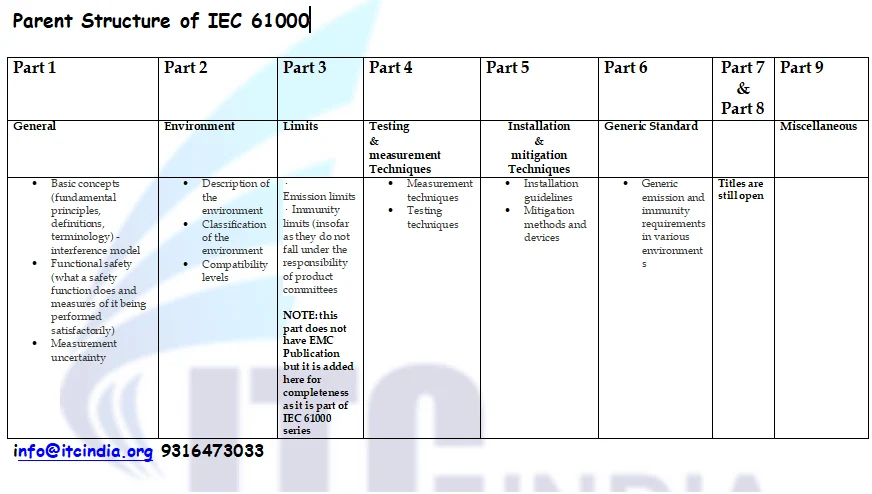 Parent Structure of IEC 61000
Part 1
Part 2
Part 3
Part 4
Part 5
Part 6
Part 7
&
Part 8
Part 9
General
Environment
Limits
Testing
&
measurement
Techniques
Installation
&
mitigation
Techniques
Generic Standard
Miscellaneous
• Basic concepts
(fundamental
principles,
definitions,
terminology) -
interference model
• Functional safety
(what a safety
function does and
measures of it being
performed
satisfactorily)
• Measurement
uncertainty
• Description of
the
environment
• Classification
of the
environment
• Compatibility
levels
·
Emission limits
· Immunity
limits (insofar
as they do not
fall under the
responsibility
of product
committees
NOTE: this
part does not
have EMC
Publication
but it is added
here for
completeness
as it is part of
IEC 61000
series
• Measurement
techniques
• Testing
techniques
• Installation
guidelines
• Mitigation
methods and
devices
• Generic
emission and
immunity
requirements
in various
environment
s
Titles are
still open
info@itcindia.org 9316473033
ITC
INDIA